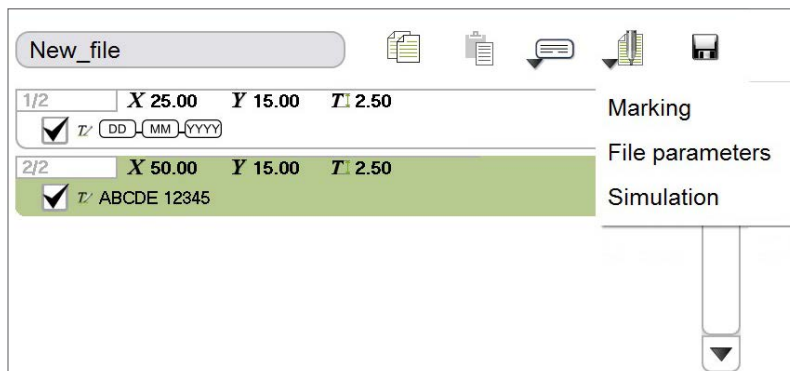 New_file
1/2 X 25.00 Y 15.00 T 2.50
T DD MM YYYY
2/2 X 50.00 Y 15.00 T 2.50
T ABCDE 12345
Marking
File parameters
Simulation